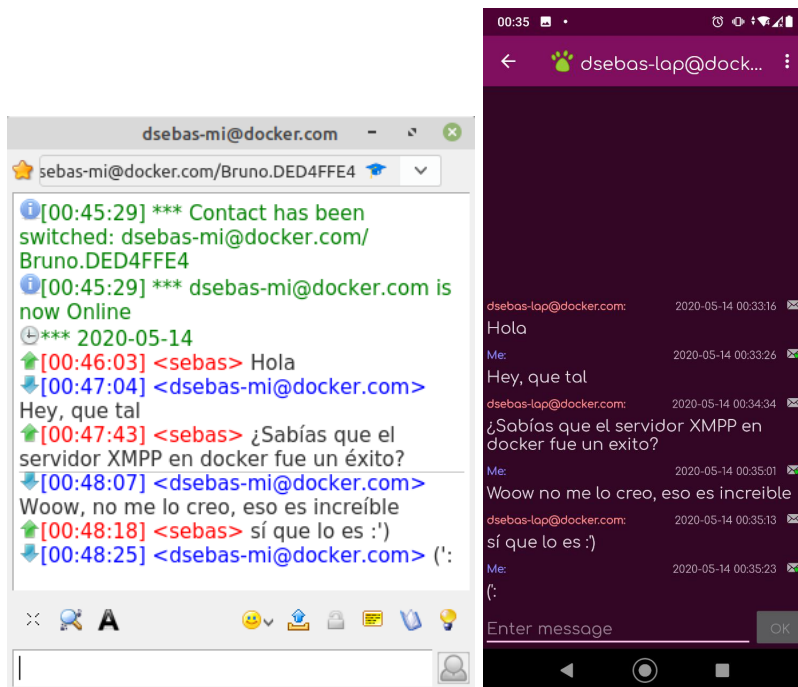 dsebas-mi@docker.com
sebas-mi@docker.com/Bruno.DED4FFE4
[00:45:29] *** Contact has been
switched: dsebas-mi@docker.com/
Bruno.DED4FFE4
[00:45:29] *** dsebas-mi@docker.com is
now Online
*** 2020-05-14
[00:46:03] <sebas> Hola
[00:47:04] <dsebas-mi@docker.com>
Hey, que tal
[00:47:43] <sebas> ¿Sabías que el
servidor XMPP en docker fue un éxito?
[00:48:07] <dsebas-mi@docker.com>
Woow, no me lo creo, eso es increíble
[00:48:18] <sebas> sí que lo es :')
[00:48:25] <dsebas-mi@docker.com> (':
A
00:35
dsebas-lap@dock...
dsebas-lap@docker.com: 2020-05-14 00:33:16
Hola
Me: 2020-05-14 00:33:26
Hey, que tal
dsebas-lap@docker.com: 2020-05-14 00:34:34
¿Sabías que el servidor XMPP en
docker fue un exito?
Me: 2020-05-14 00:35:01
Woow no me lo creo, eso es increible
dsebas-lap@docker.com: 2020-05-14 00:35:13
sí que lo es :')
Me: 2020-05-14 00:35:23
(':
Enter message
OK